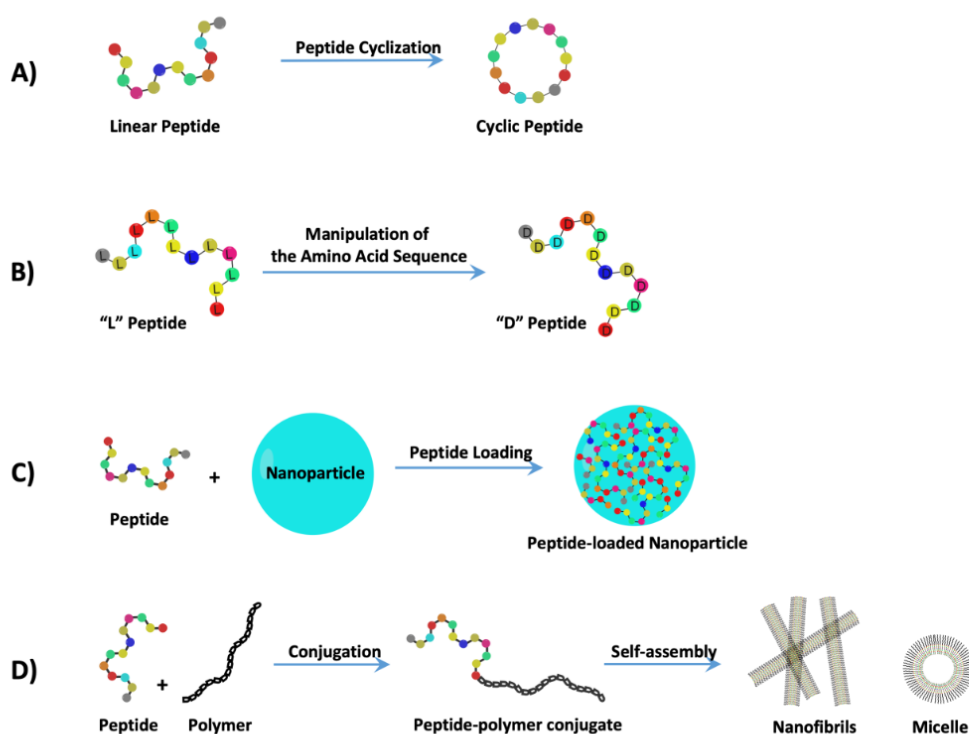 A)
Peptide Cyclization
Linear Peptide
Cyclic Peptide
B)
L L L L L L L L L L L L L
Manipulation of
the Amino Acid Sequence
D D D D D D D D D D D D D
“L” Peptide
“D” Peptide
C)
Peptide
+
Nanoparticle
Peptide Loading
Peptide-loaded Nanoparticle
D)
Peptide
+
Polymer
Conjugation
Peptide-polymer conjugate
Self-assembly
Nanofibrils
Micelle